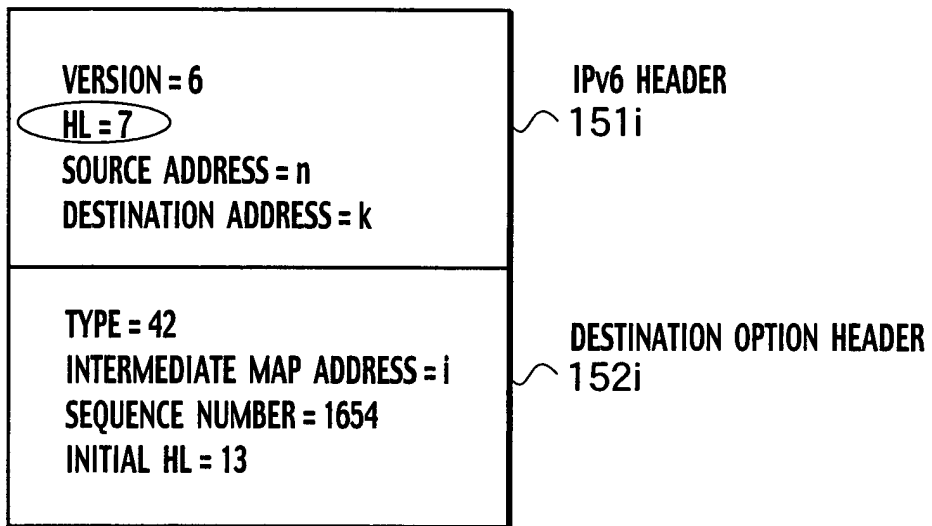 VERSION = 6
HL = 7
SOURCE ADDRESS = n
DESTINATION ADDRESS = k
IPv6 HEADER
151i
TYPE = 42
INTERMEDIATE MAP ADDRESS = i
SEQUENCE NUMBER = 1654
INITIAL HL = 13
DESTINATION OPTION HEADER
152i